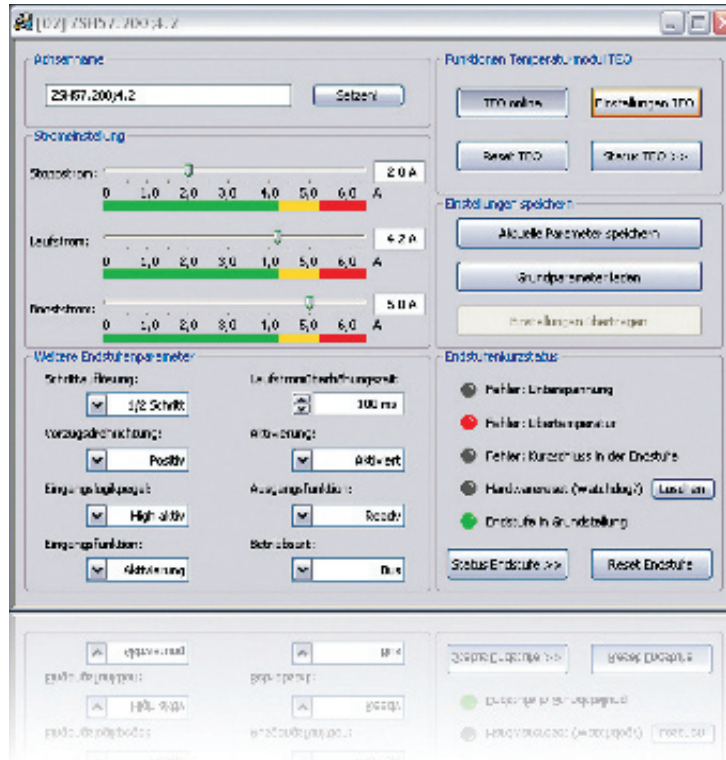 [02] ZSH57.200;4.2
Achsenname
ZSH57.200;4.2
Setzen!
Stromeinstellung
Stoppstrom:
2.0 A
0 1,0 2,0 3,0 4,0 5,0 6,0 A
Laufstrom:
4.2 A
0 1,0 2,0 3,0 4,0 5,0 6,0 A
Booststrom:
5.0 A
0 1,0 2,0 3,0 4,0 5,0 6,0 A
Weitere Endstufenparameter
Schrittauflösung:
1/2 Schritt
Laufstromüberhöhungszeit:
100 ms
Vorzugsdrehrichtung:
Positiv
Aktivierung:
Aktiviert
Eingangslogikpegel:
High aktiv
Ausgangsfunktion:
Ready
Eingangsfunktion:
Aktivierung
Betriebsart:
Bus
Funktionen Temperaturmodul TEO
TEO online
Einstellungen TEO
Reset TEO
Status TEO >>
Einstellungen speichern
Aktuelle Parameter speichern
Grundparameter laden
Einstellungen übertragen
Endstufenkurzstatus
Fehler: Unterspannung
Fehler: Übertemperatur
Fehler: Kurzschluss in der Endstufe
Hardwarereset (Watchdog?)
Löschen
Endstufe in Grundstellung
Status Endstufe >>
Reset Endstufe